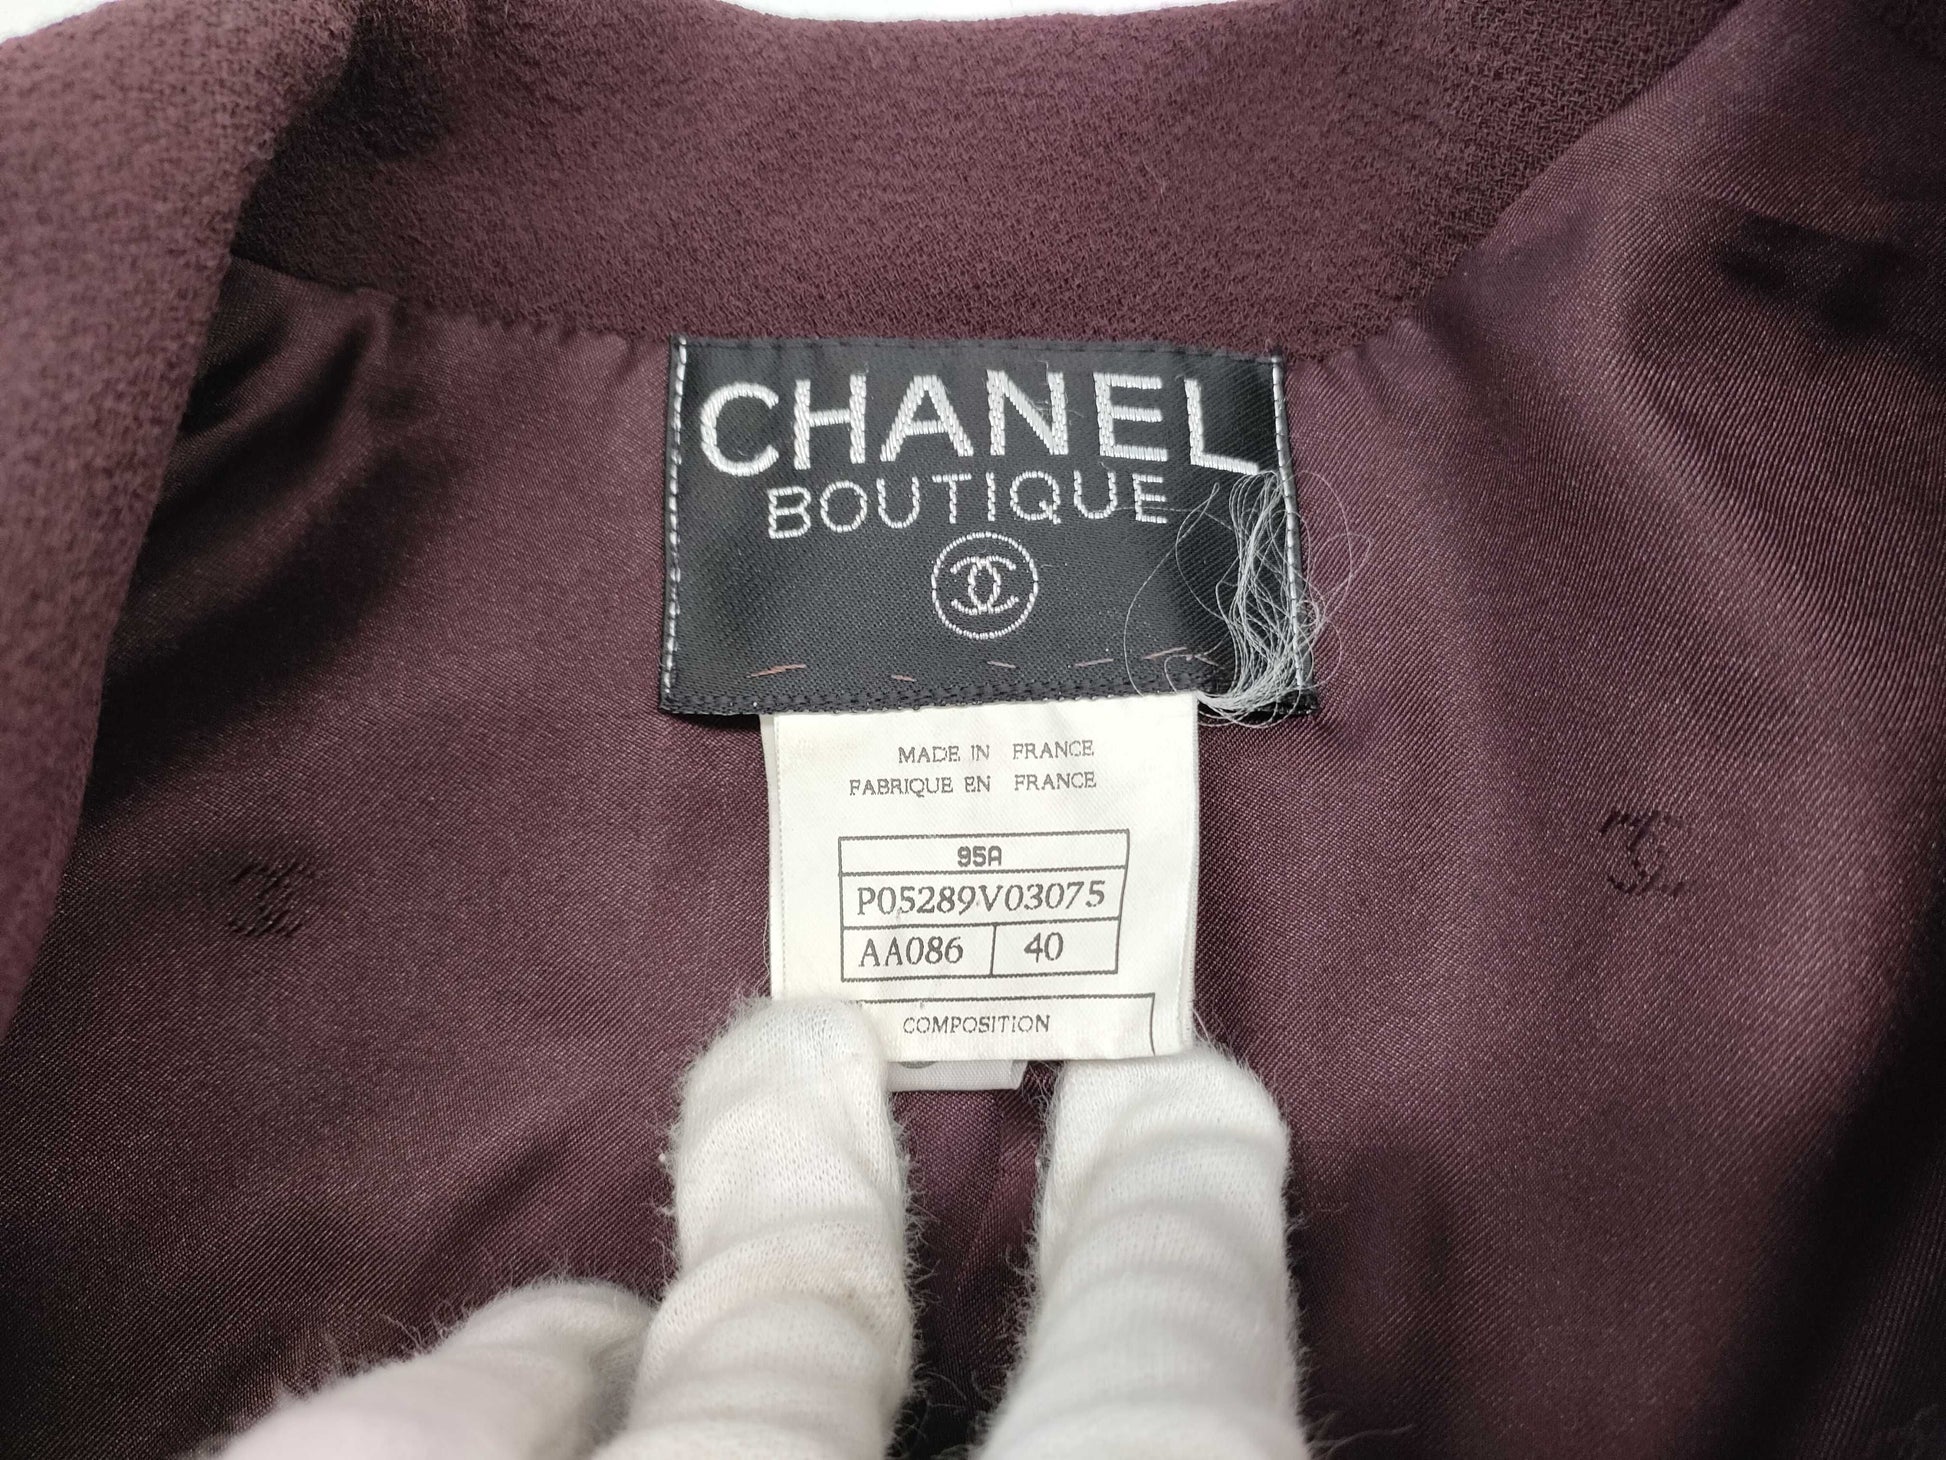 CHANEL
BOUTIQUE
MADE IN FRANCE
FABRIQUE EN FRANCE
95A
P05289V03075
AA086 40
COMPOSITION